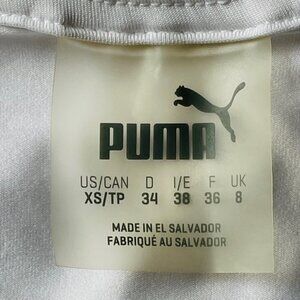 PUMA
US/CAN D I/E F UK
XS/TP 34 38 36 8
MADE IN EL SALVADOR
FABRIQUÉ AU SALVADOR